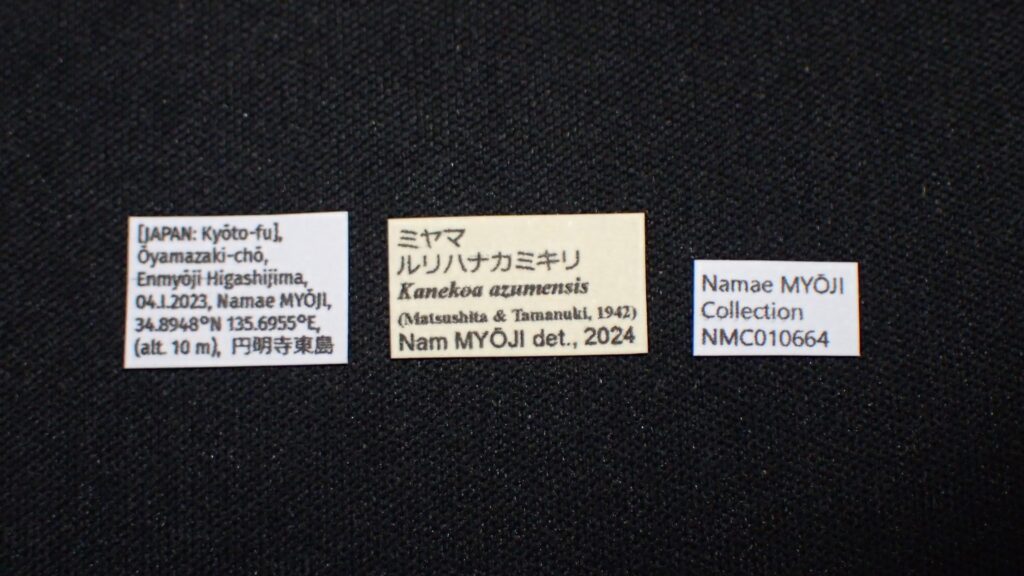 [JAPAN: Kyōto-fu],
Ōyamazaki-chō,
Enmyōji Higashijima,
04.I.2023, Namae MYŌJI,
34.8948°N 135.6955°E,
(alt. 10 m), 円明寺東島
ミヤマ
ルリハナカミキリ
Kanekoa azumensis
(Matsushita & Tamanuki, 1942)
Nam MYŌJI det., 2024
Namae MYŌJI
Collection
NMC010664